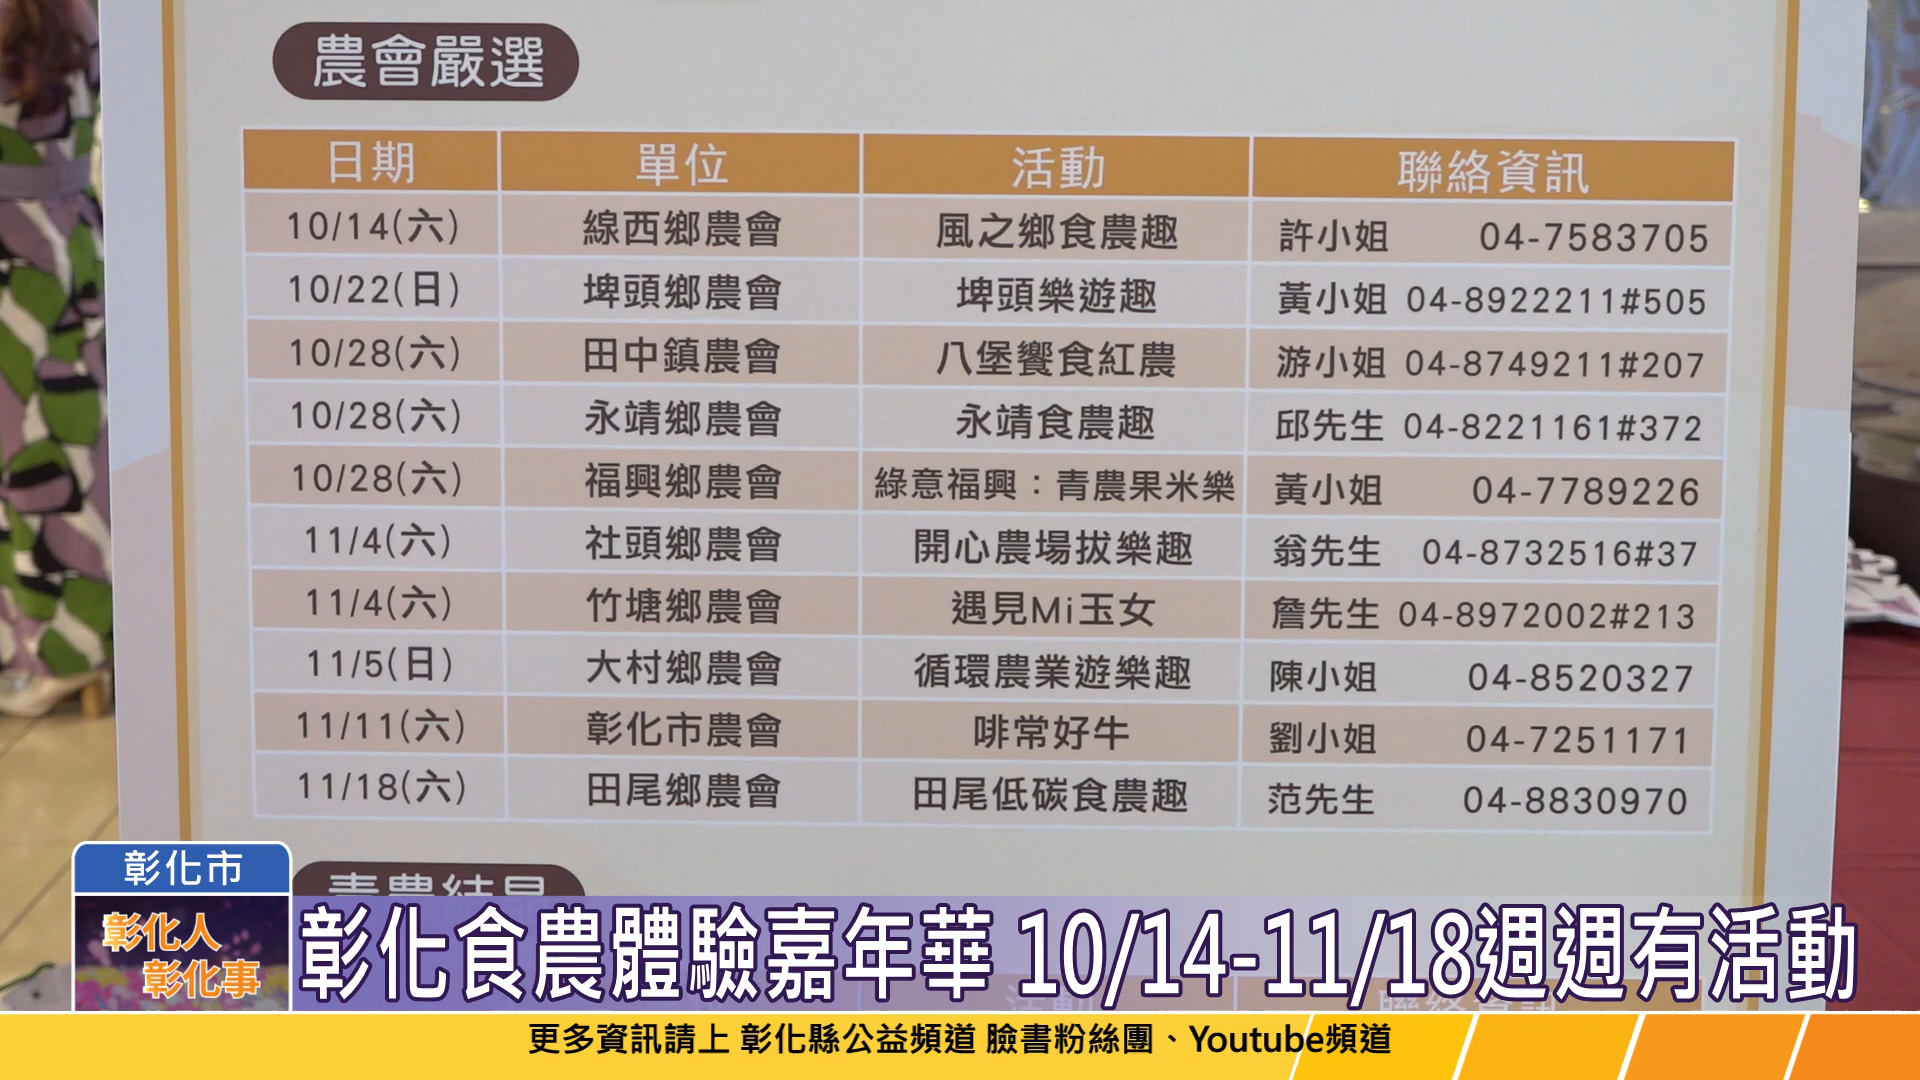 農會嚴選
日期 單位 活動 聯絡資訊
10/14(六) 線西鄉農會 風之鄉食農趣 許小姐 04-7583705
10/22(日) 埤頭鄉農會 埤頭樂遊趣 黃小姐 04-8922211#505
10/28(六) 田中鎮農會 八堡饗食紅農 游小姐 04-8749211#207
10/28(六) 永靖鄉農會 永靖食農趣 邱先生 04-8221161#372
10/28(六) 福興鄉農會 綠意福興：青農果米樂 黃小姐 04-7789226
11/4(六) 社頭鄉農會 開心農場拔樂趣 翁先生 04-8732516#37
11/4(六) 竹塘鄉農會 遇見Mi玉女 詹先生 04-8972002#213
11/5(日) 大村鄉農會 循環農業遊樂趣 陳小姐 04-8520327
11/11(六) 彰化市農會 啡常好牛 劉小姐 04-7251171
11/18(六) 田尾鄉農會 田尾低碳食農趣 范先生 04-8830970
彰化市
彰化人
彰化事
彰化食農體驗嘉年華 10/14-11/18週週有活動
活動 聯絡資訊
更多資訊請上 彰化縣公益頻道 臉書粉絲團、Youtube頻道